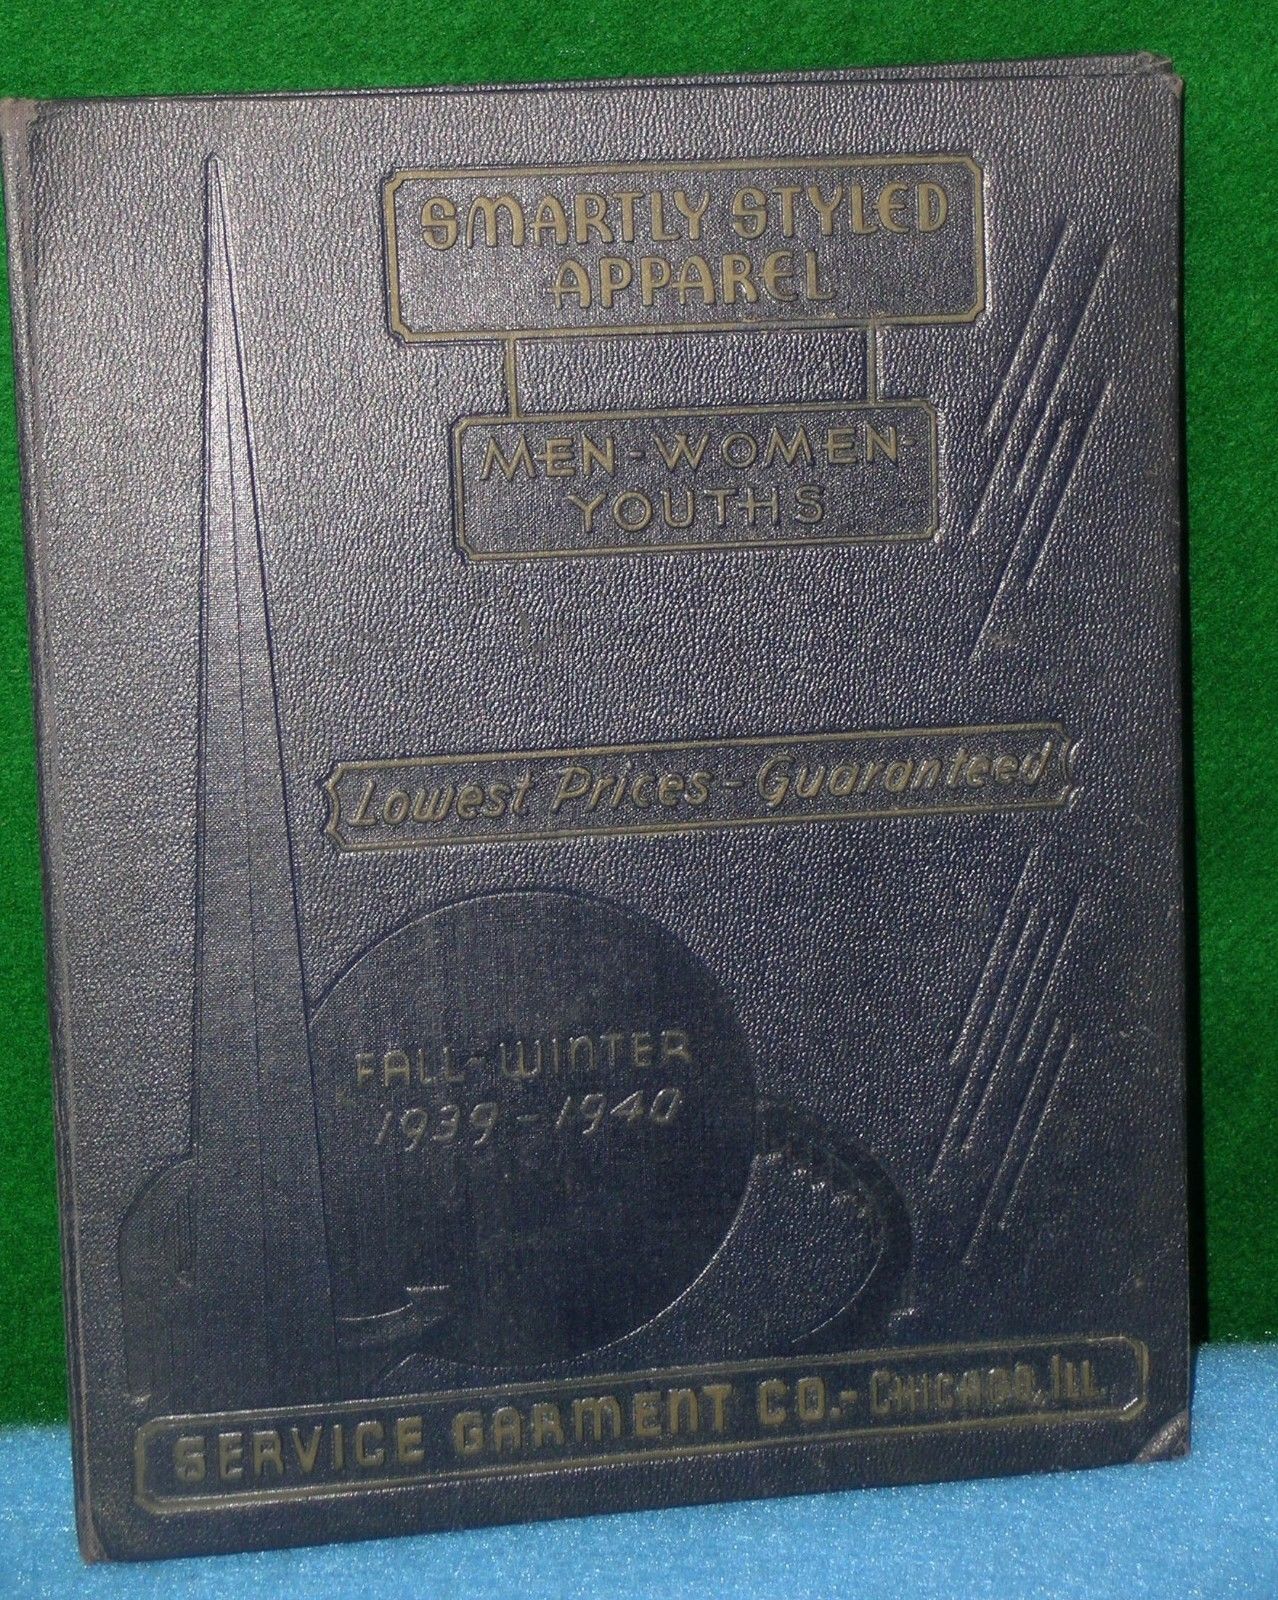 SMARTLY STYLED
APPAREL
MEN-WOMEN-
YOUTHS
Lowest Prices-Guaranteed
FALL-WINTER
1939-1940
SERVICE GARMENT CO.-CHICAGO, ILL.